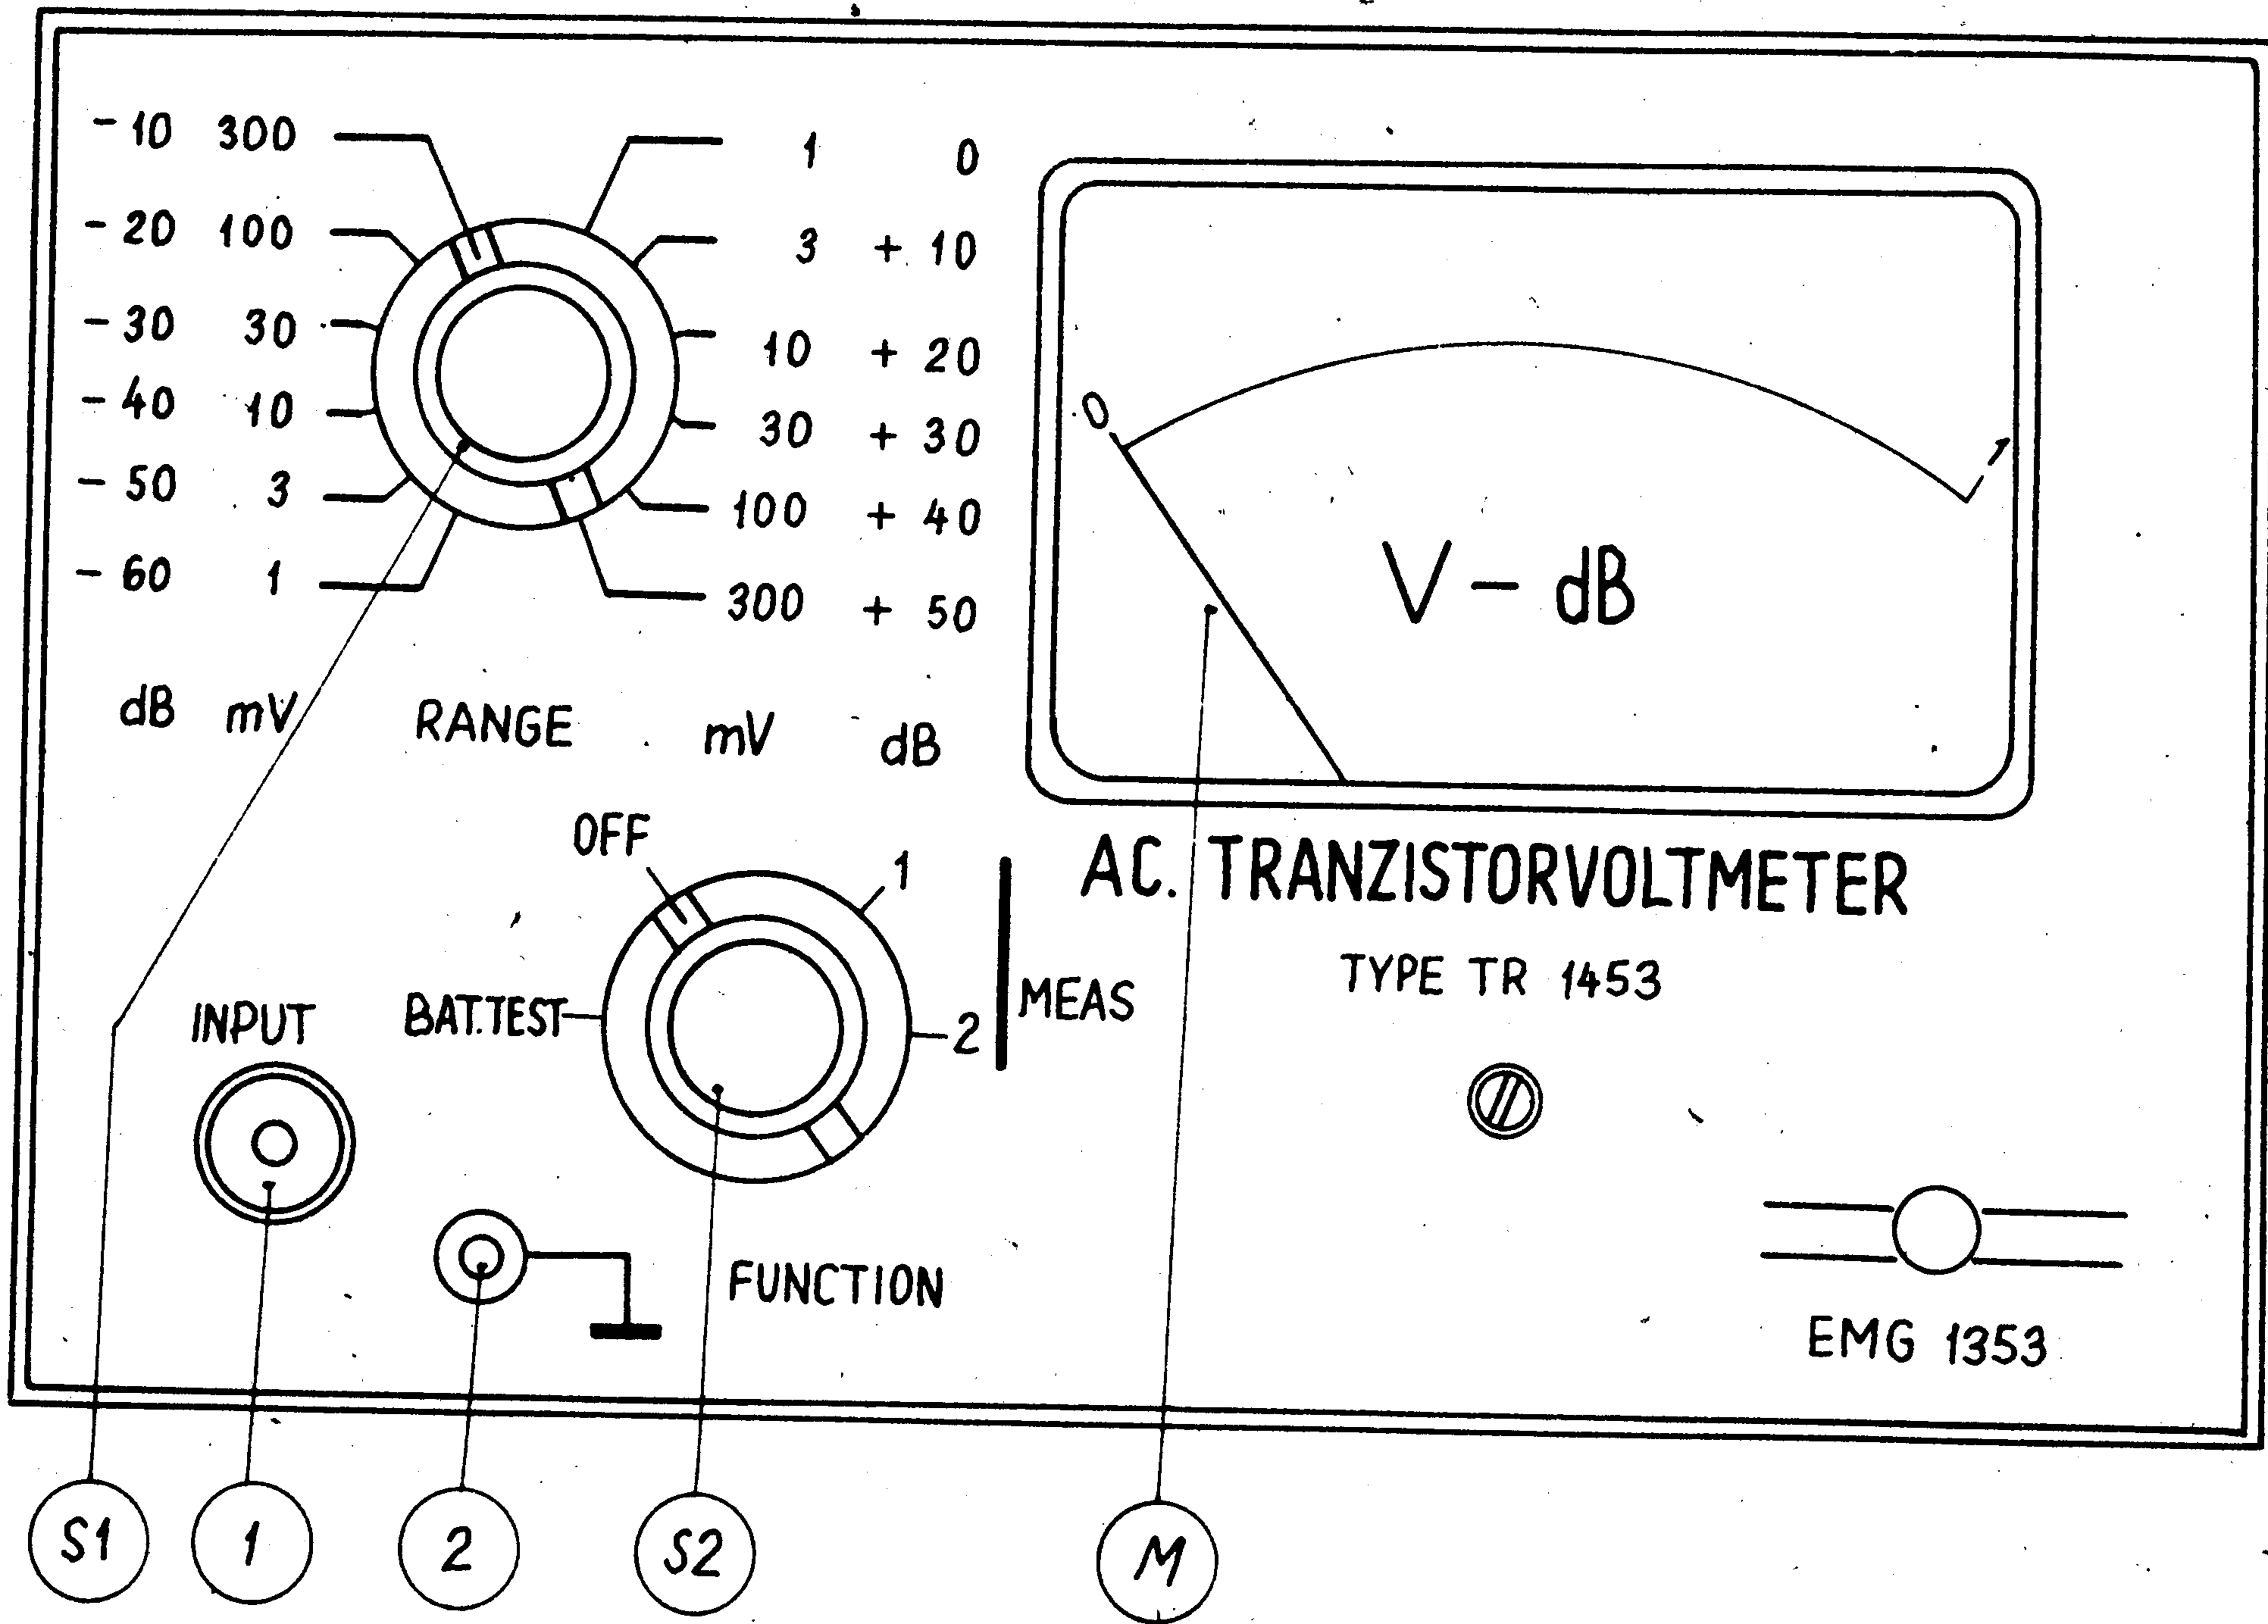 -10 300 1 0
-20 100 3 +10
-30 30 10 +20
-40 10 30 +30
-50 3 100 +40
-60 1 300 +50
dB mV RANGE mV dB
0 1
V - dB
AC. TRANZISTORVOLTMETER
TYPE TR 1453
OFF 1
BAT.TEST 2 MEAS
INPUT
FUNCTION
EMG 1353
S1 1 2 S2 M